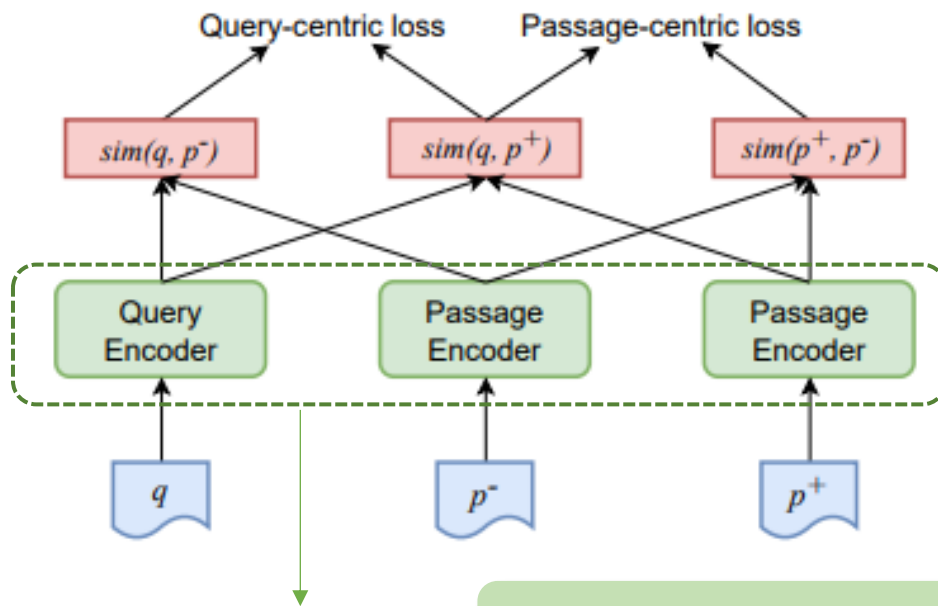 Query-centric loss Passage-centric loss
sim(q, p⁻) sim(q, p⁺) sim(p⁺, p⁻)
Query Encoder
Passage Encoder
Passage Encoder
q p⁻ p⁺